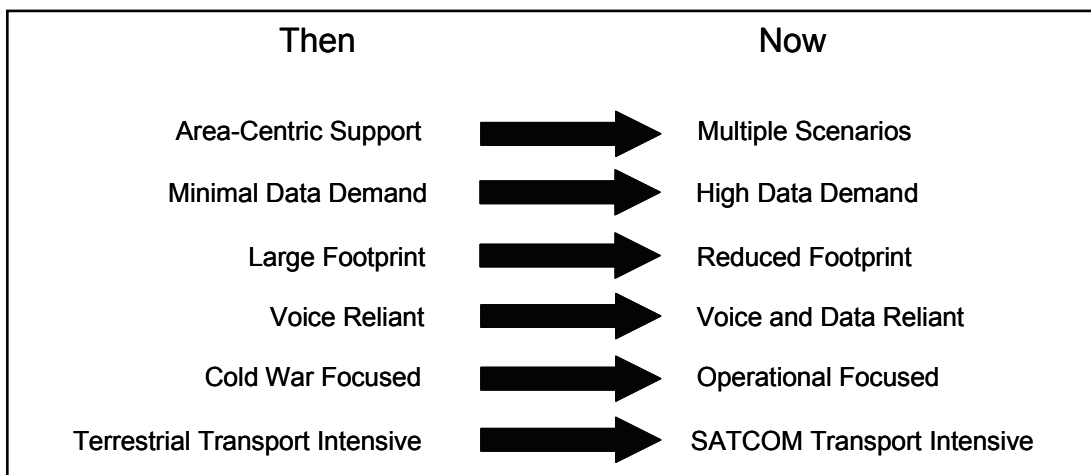 Then Now
Area-Centric Support Multiple Scenarios
Minimal Data Demand High Data Demand
Large Footprint Reduced Footprint
Voice Reliant Voice and Data Reliant
Cold War Focused Operational Focused
Terrestrial Transport Intensive SATCOM Transport Intensive